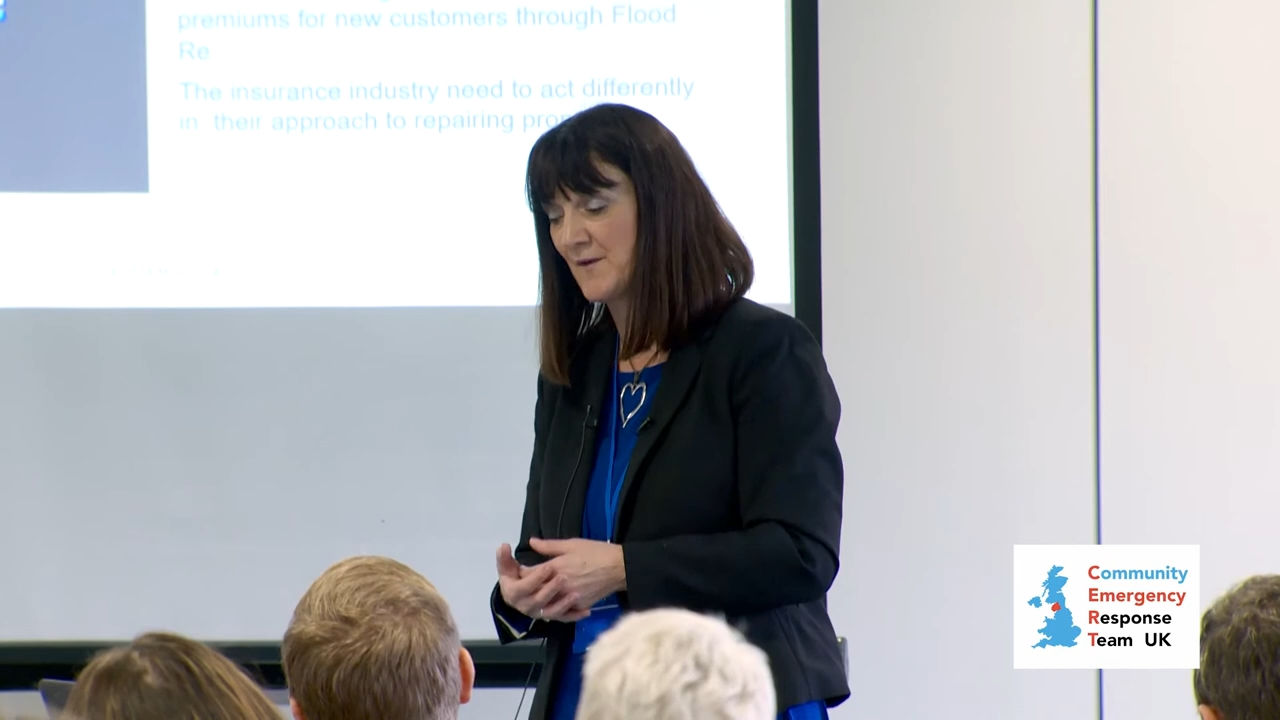 premiums for new customers through Flood
Re
The insurance industry need to act differently
in their approach to repairing
Community
Emergency
Response
Team UK